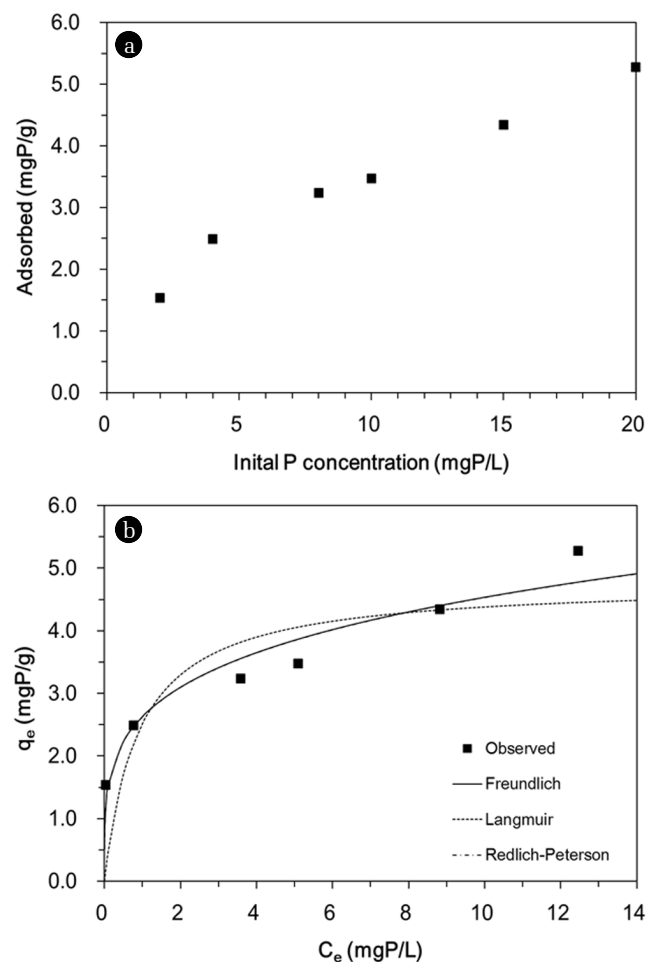 a
6.0
5.0
4.0
3.0
2.0
1.0
0.0
Adsorbed (mgP/g)
0 5 10 15 20
Inital P concentration (mgP/L)
b
6.0
5.0
4.0
3.0
2.0
1.0
0.0
qe (mgP/g)
Observed
Freundlich
Langmuir
Redlich-Peterson
0 2 4 6 8 10 12 14
Ce (mgP/L)